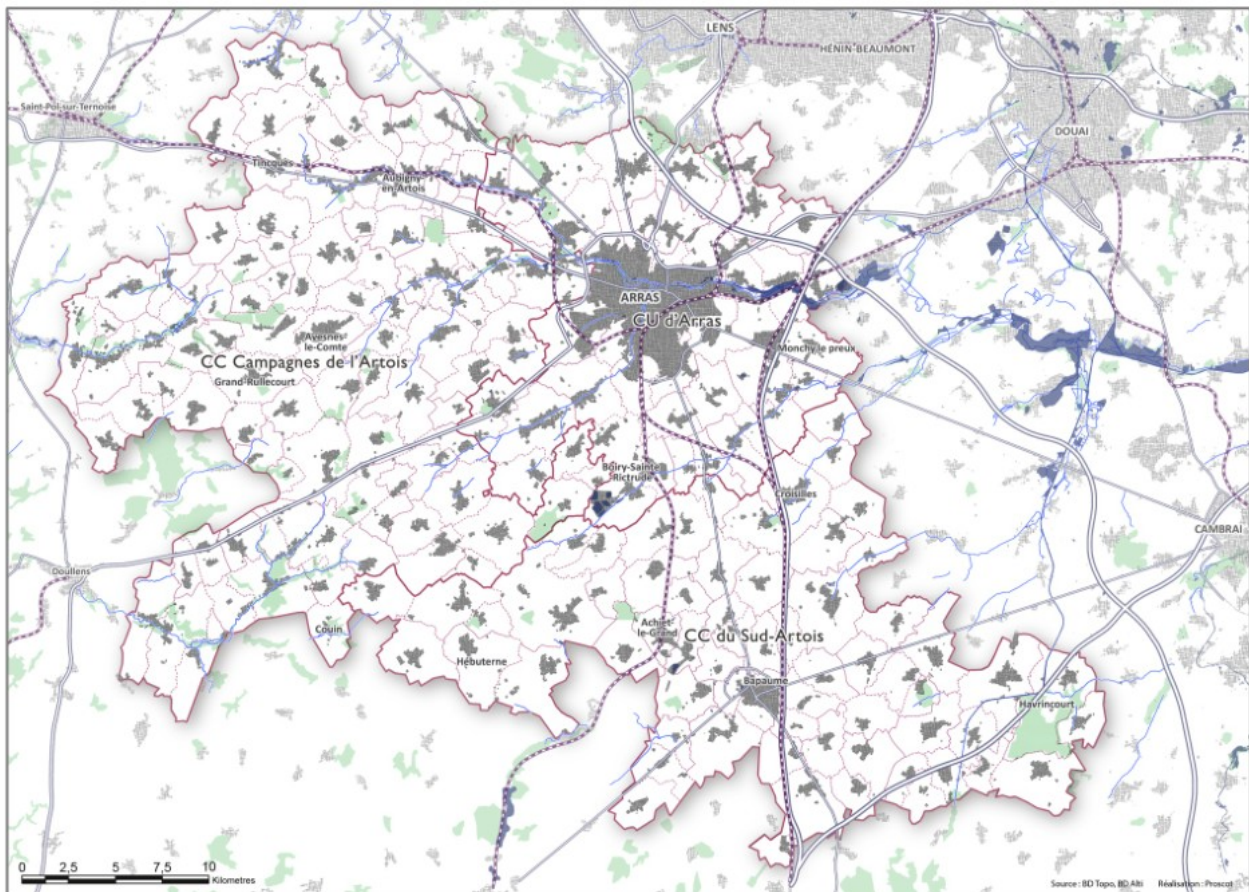 LENS
HÉNIN-BEAUMONT
Saint-Pol-sur-Ternoise
DOUAI
Tincques
Aubigny-
en-Artois
ARRAS
CU d'Arras
Avesnes-
le-Comte
Monchy le preux
CC Campagnes de l'Artois
Grand-Rullecourt
Boiry-Sainte-
Rictrude
Croisilles
CAMBRAI
Doullens
Couin
Achiet-
le-Grand
CC du Sud-Artois
Hébuterne
Bapaume
Havrincourt
0 2,5 5 7,5 10
Kilometres
Source : BD Topo, BD Alti Réalisation : Proscot